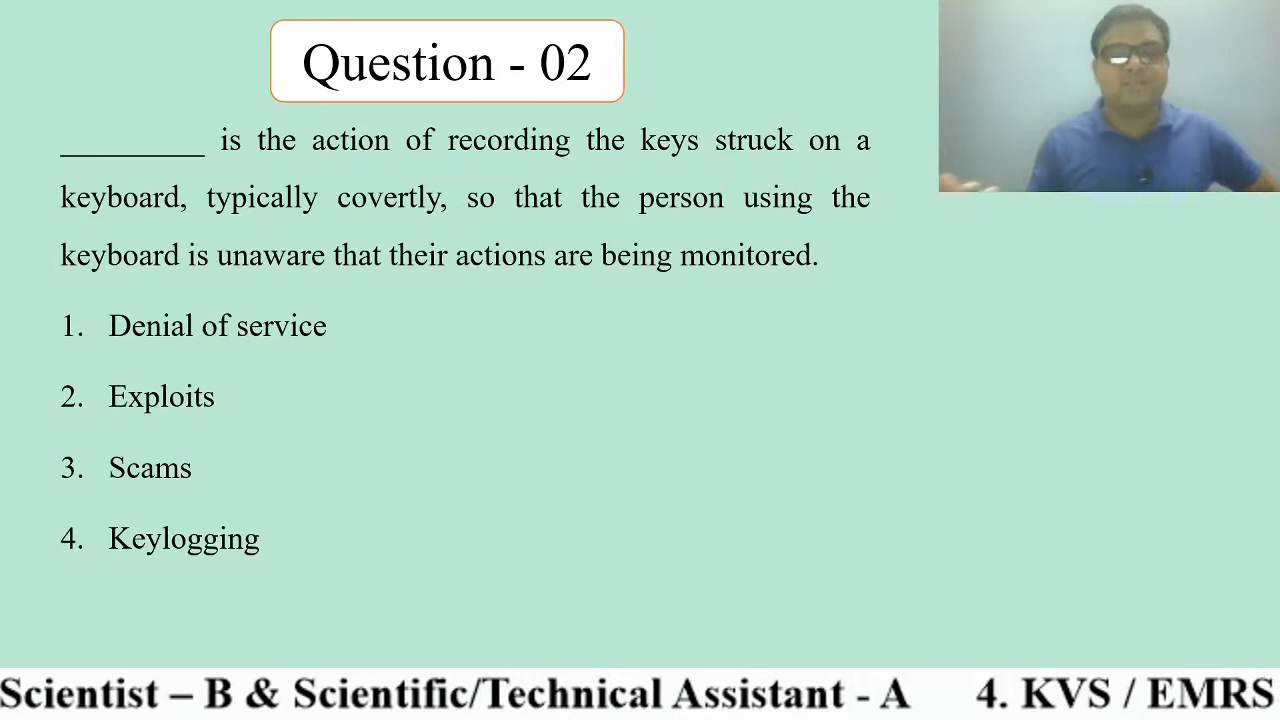 Question - 02
_________ is the action of recording the keys struck on a
keyboard, typically covertly, so that the person using the
keyboard is unaware that their actions are being monitored.
1. Denial of service
2. Exploits
3. Scams
4. Keylogging
Scientist – B & Scientific/Technical Assistant - A 4. KVS / EMRS